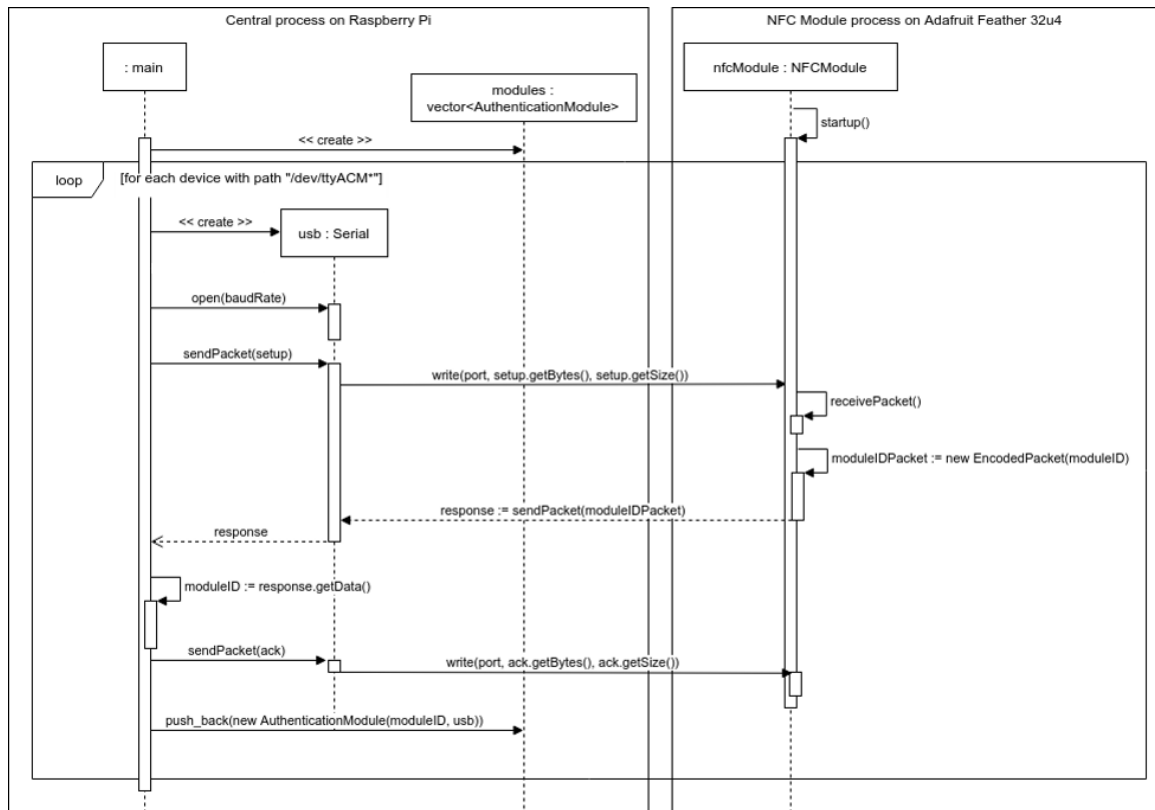 Central process on Raspberry Pi
NFC Module process on Adafruit Feather 32u4
: main
modules :
vector<AuthenticationModule>
nfcModule : NFCModule
startup()
<< create >>
loop
[for each device with path "/dev/ttyACM*"]
<< create >>
usb : Serial
open(baudRate)
sendPacket(setup)
write(port, setup.getBytes(), setup.getSize())
receivePacket()
moduleIDPacket := new EncodedPacket(moduleID)
response := sendPacket(moduleIDPacket)
response
moduleID := response.getData()
sendPacket(ack)
write(port, ack.getBytes(), ack.getSize())
push_back(new AuthenticationModule(moduleID, usb))